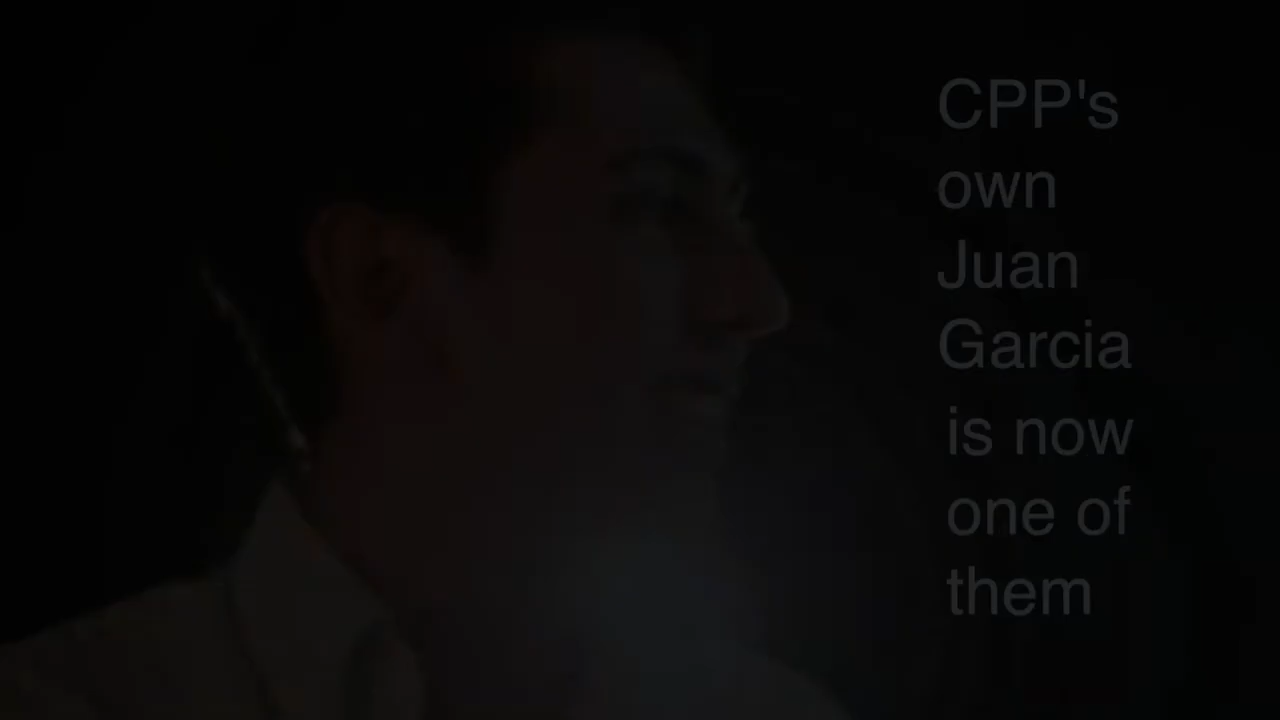 CPP's
own
Juan
Garcia
is now
one of
them